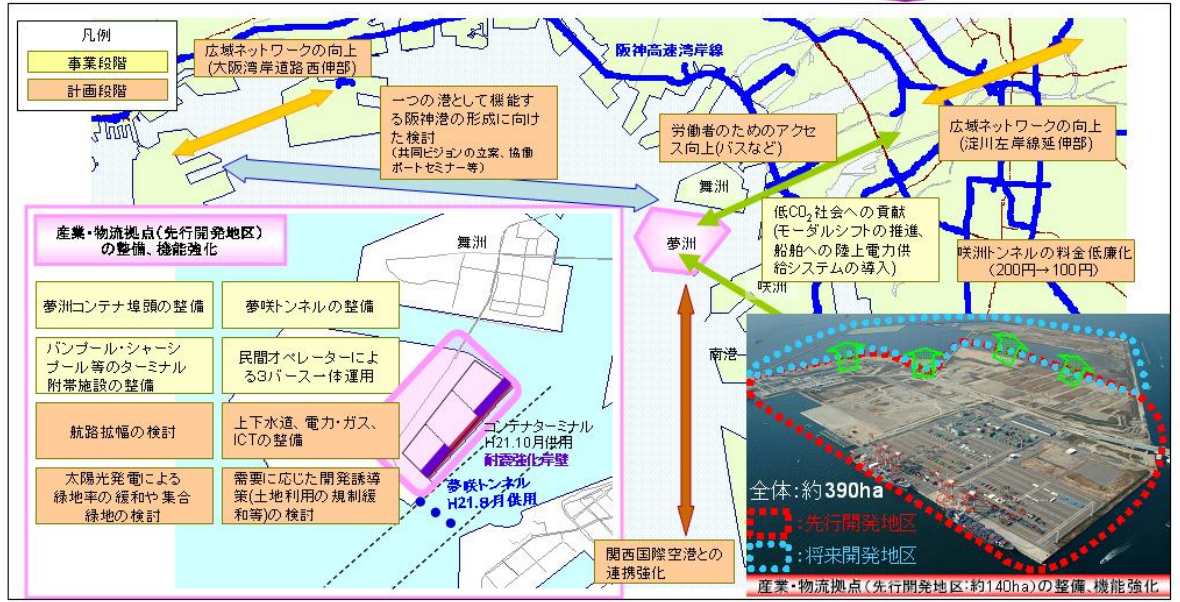 凡例
事業段階
計画段階
広域ネットワークの向上
(大阪湾岸道路西伸部)
阪神高速湾岸線
一つの港として機能す
る阪神港の形成に向け
た検討
(共同ビジョンの立案、協働
ポートセミナー等)
労働者のためのアクセ
ス向上(バスなど)
広域ネットワークの向上
(淀川左岸線延伸部)
舞洲
夢洲
低CO2社会への貢献
(モーダルシフトの推進、
船舶への陸上電力供
給システムの導入)
咲洲トンネルの料金低廉化
(200円→100円)
咲洲
南港
産業・物流拠点(先行開発地区)
の整備、機能強化
舞洲
夢洲コンテナ埠頭の整備
夢咲トンネルの整備
バンプール・シャーシ
プール等のターミナル
附帯施設の整備
民間オペレーターによ
る3バース一体運用
航路拡幅の検討
上下水道、電力・ガス、
ICTの整備
太陽光発電による
緑地率の緩和や集合
緑地の検討
需要に応じた開発誘導
策(土地利用の規制緩
和等)の検討
コンテナターミナル
H21.10月供用
耐震強化岸壁
夢咲トンネル
H21.8月供用
関西国際空港との
連携強化
全体:約390ha
:先行開発地区
:将来開発地区
産業・物流拠点(先行開発地区:約140ha)の整備、機能強化